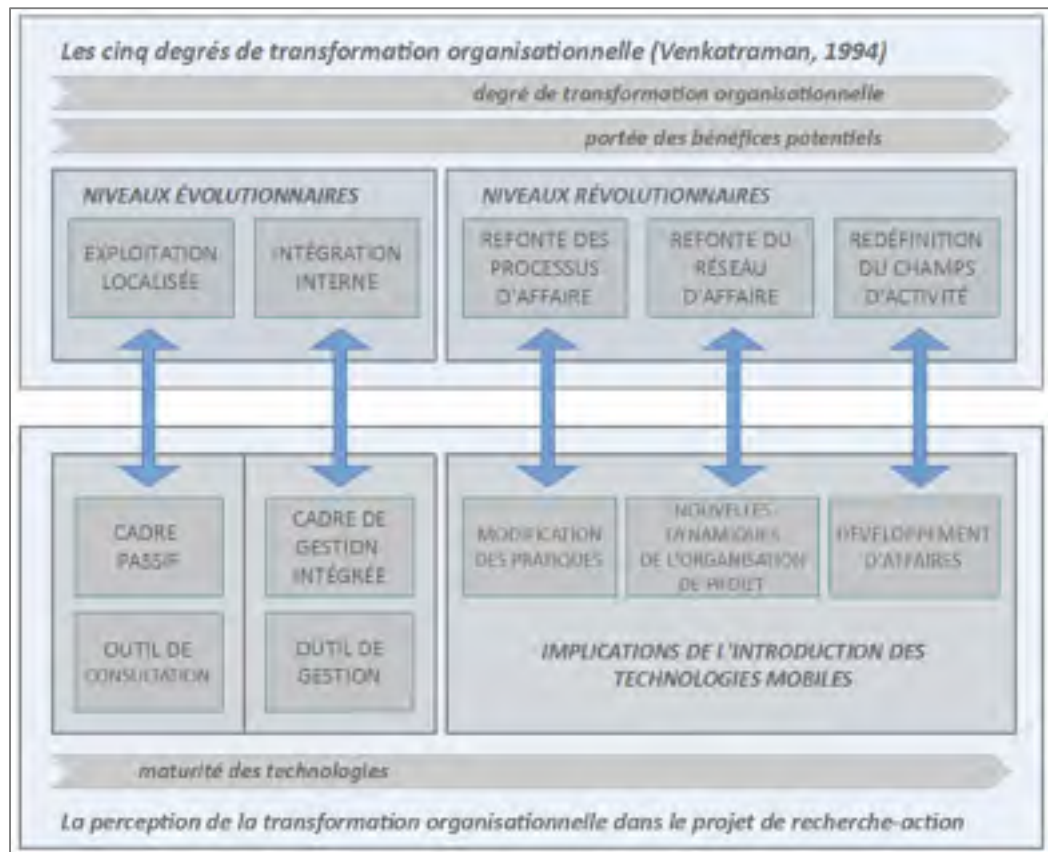 Les cinq degrés de transformation organisationnelle (Venkatraman, 1994)
degré de transformation organisationnelle
portée des bénéfices potentiels
NIVEAUX ÉVOLUTIONNAIRES
EXPLOITATION
LOCALISÉE
INTÉGRATION
INTERNE
NIVEAUX RÉVOLUTIONNAIRES
REFONTE DES
PROCESSUS
D'AFFAIRE
REFONTE DU
RÉSEAU
D'AFFAIRE
REDÉFINITION
DU CHAMPS
D'ACTIVITÉ
CADRE
PASSIF
CADRE DE
GESTION
INTÉGRÉE
MODIFICATION
DES PRATIQUES
NOUVELLES
DYNAMIQUES
DE L'ORGANISATION
DE PROJET
DÉVELOPPEMENT
D'AFFAIRES
OUTIL DE
CONSULTATION
OUTIL DE
GESTION
IMPLICATIONS DE L'INTRODUCTION DES
TECHNOLOGIES MOBILES
maturité des technologies
La perception de la transformation organisationnelle dans le projet de recherche-action